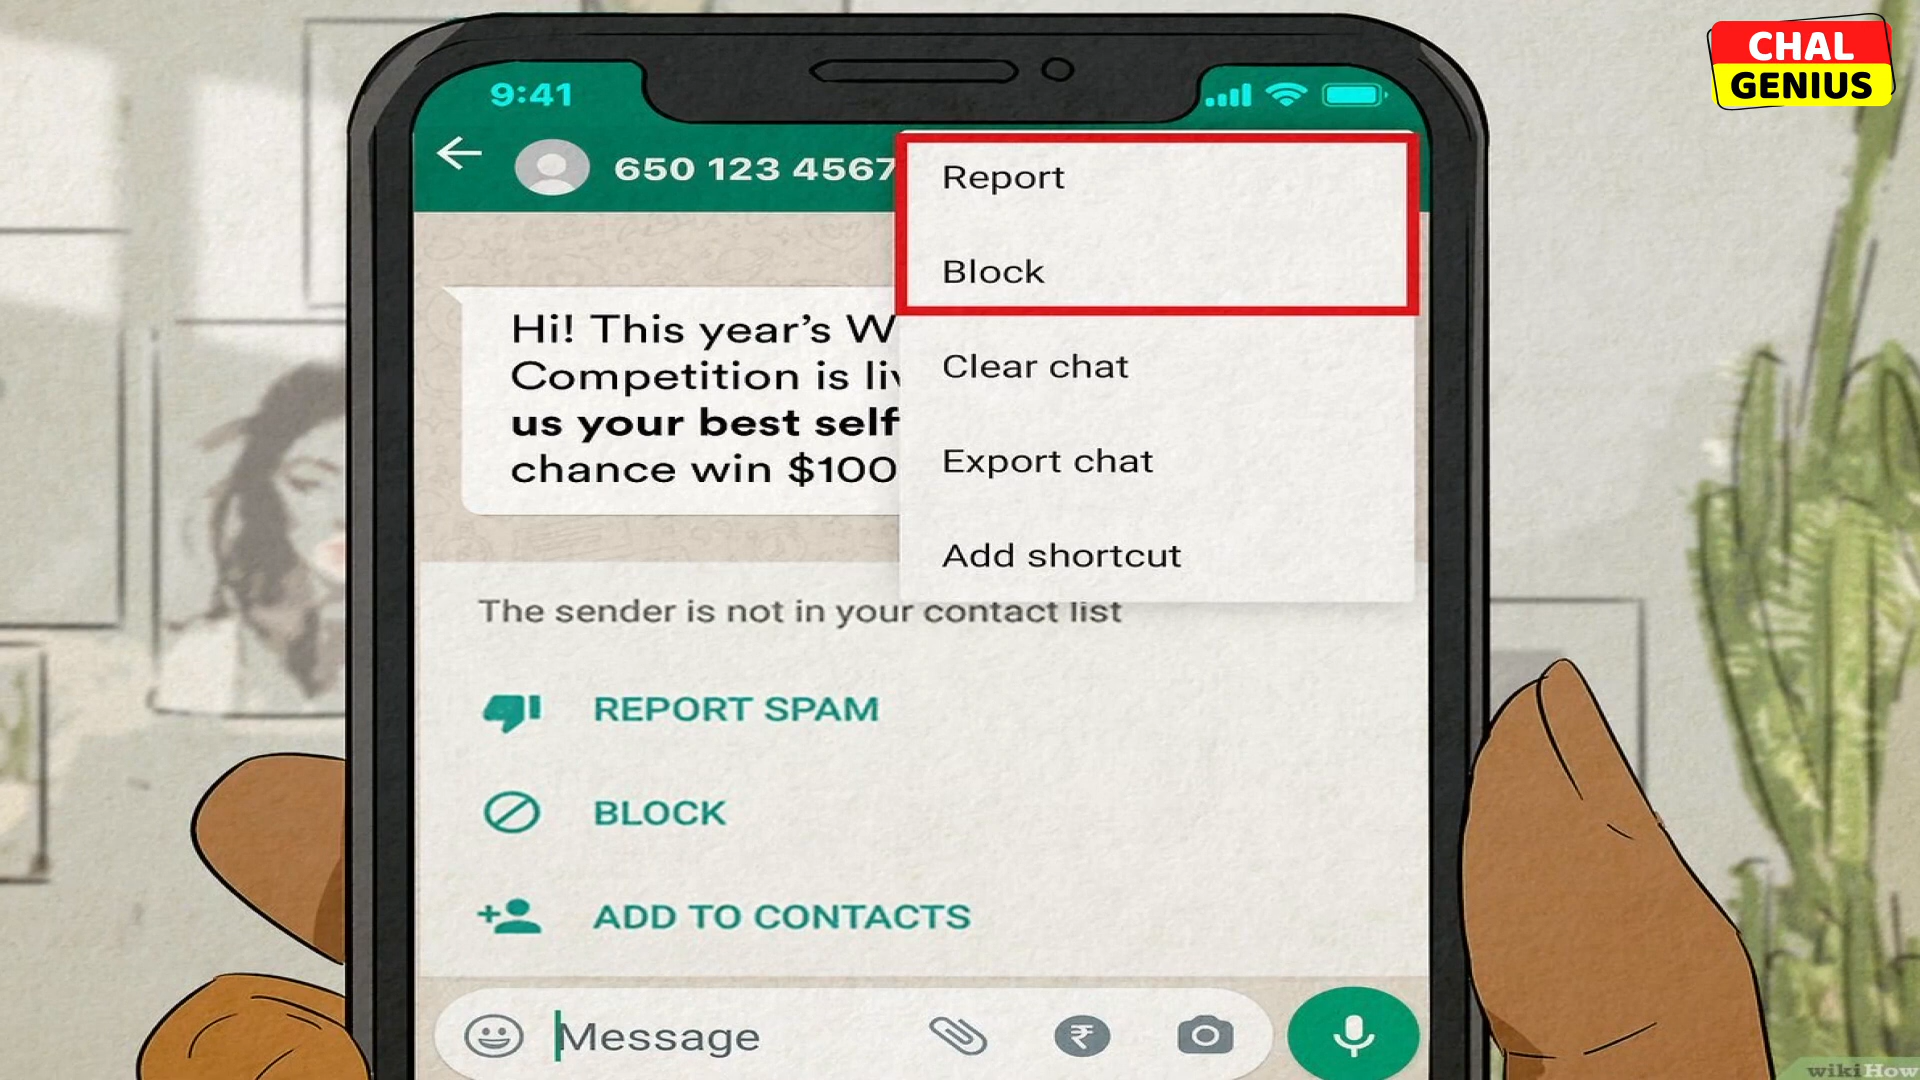 CHAL
GENIUS
9:41
650 123 4567
Report
Block
Clear chat
Export chat
Add shortcut
Hi! This year’s W
Competition is liv
us your best self
chance win $100
The sender is not in your contact list
REPORT SPAM
BLOCK
ADD TO CONTACTS
Message
₹
wikiHow